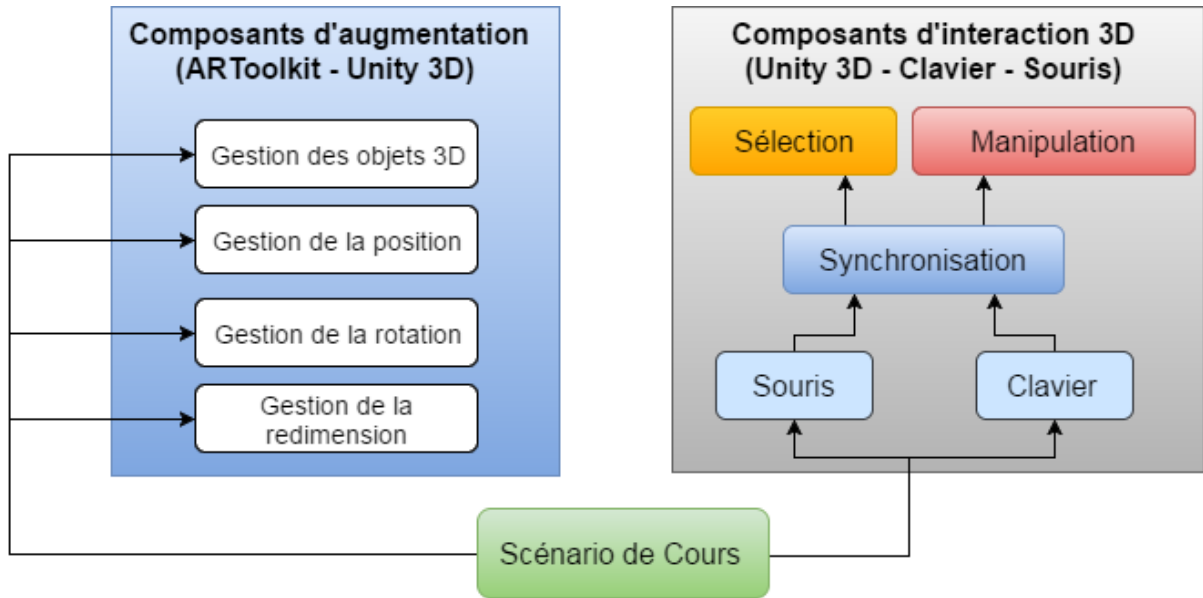 Composants d'augmentation
(ARToolkit - Unity 3D)
Gestion des objets 3D
Gestion de la position
Gestion de la rotation
Gestion de la
redimension
Composants d'interaction 3D
(Unity 3D - Clavier - Souris)
Sélection
Manipulation
Synchronisation
Souris
Clavier
Scénario de Cours